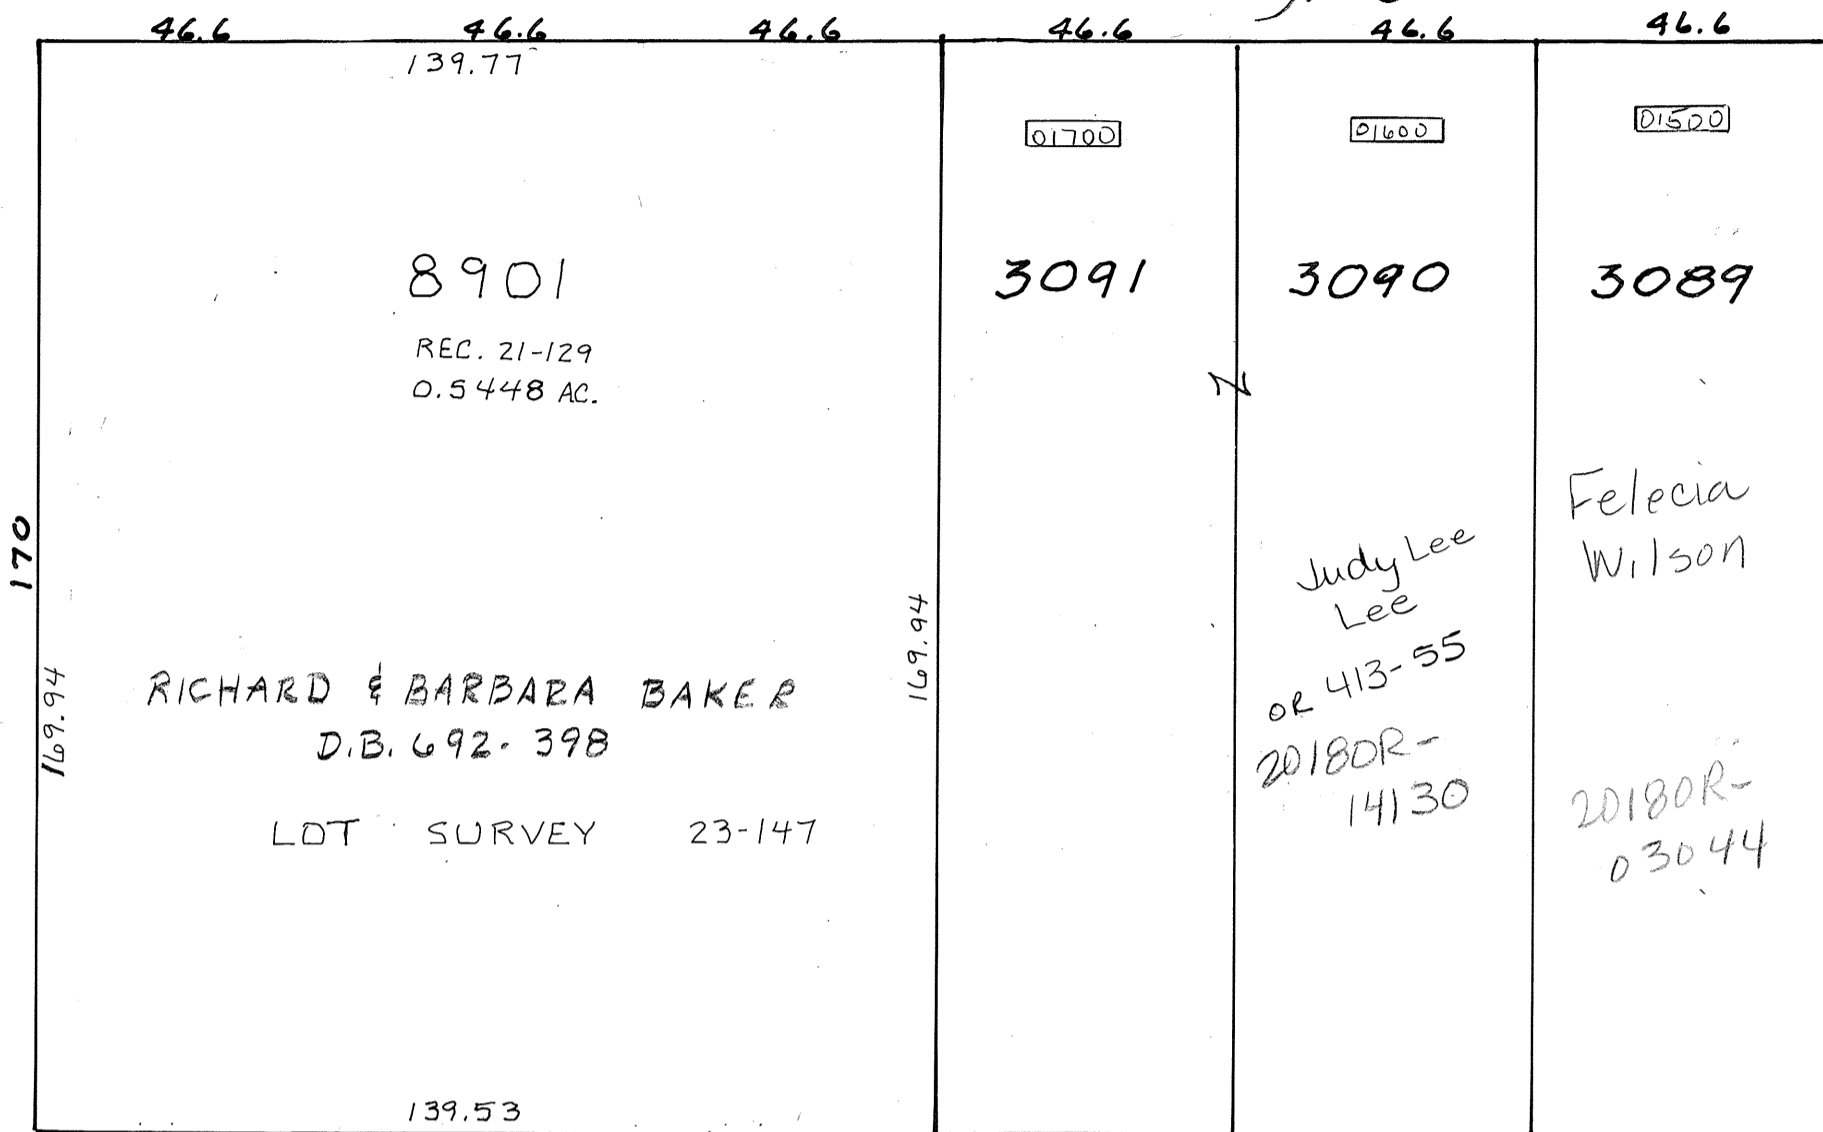 46.6 46.6 46.6 46.6 46.6 46.6
139.77
01700 01600 01500
8901 3091 3090 3089
REC. 21-129
0.5448 AC.
170
169.94
169.94
RICHARD & BARBARA BAKER
D.B. 692. 398
LOT SURVEY 23-147
139.53
Z
Judy Lee
Lee
OR 413-55
2018OR-
14130
Felecia
Wilson
2018OR-
03044